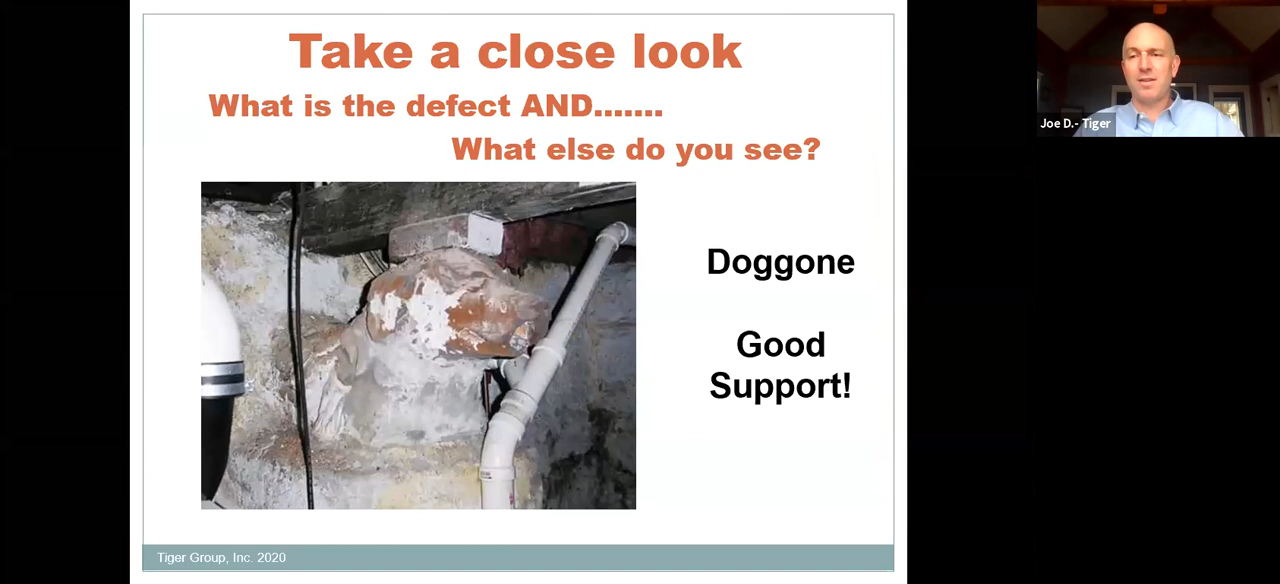 Take a close look
What is the defect AND.......
What else do you see?
Doggone
Good
Support!
Tiger Group, Inc. 2020
Joe D.- Tiger